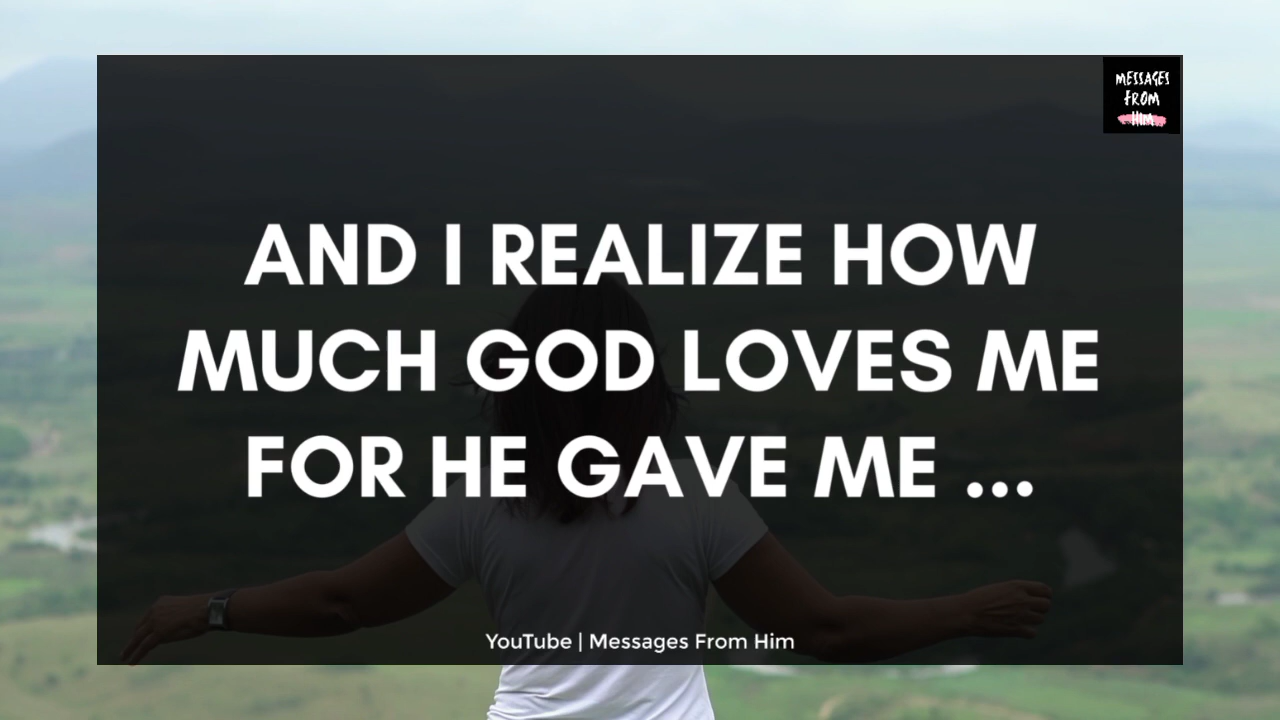 MESSAGES
FROM
HIM
AND I REALIZE HOW
MUCH GOD LOVES ME
FOR HE GAVE ME ...
YouTube | Messages From Him